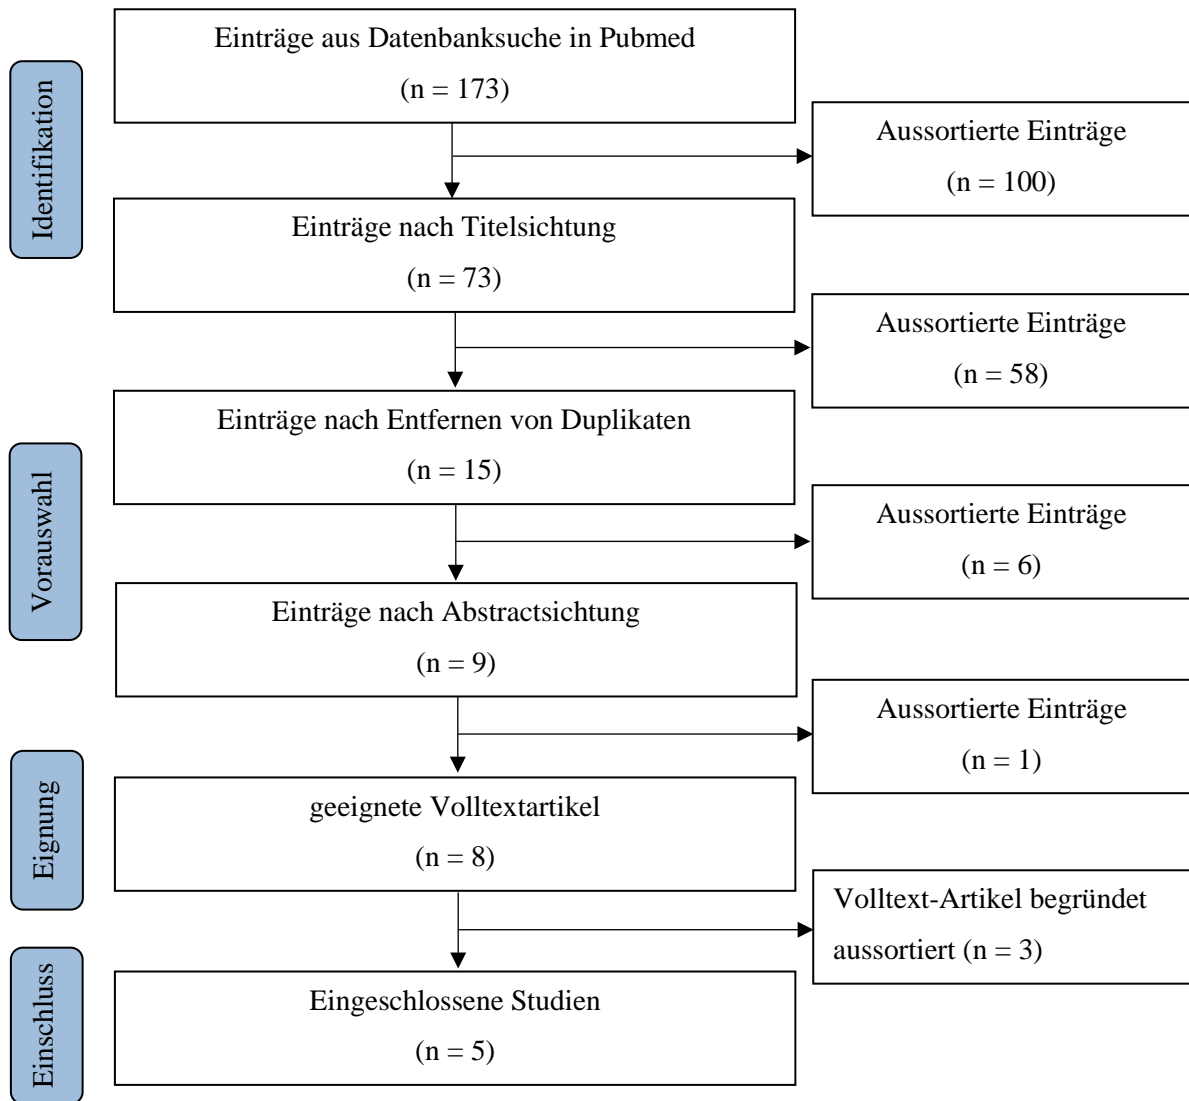 Einträge aus Datenbanksuche in Pubmed
(n = 173)
Identifikation
Aussortierte Einträge
(n = 100)
Einträge nach Titelsichtung
(n = 73)
Aussortierte Einträge
(n = 58)
Einträge nach Entfernen von Duplikaten
(n = 15)
Vorauswahl
Aussortierte Einträge
(n = 6)
Einträge nach Abstractsichtung
(n = 9)
Aussortierte Einträge
(n = 1)
Eignung
geeignete Volltextartikel
(n = 8)
Volltext-Artikel begründet
aussortiert (n = 3)
Einschluss
Eingeschlossene Studien
(n = 5)